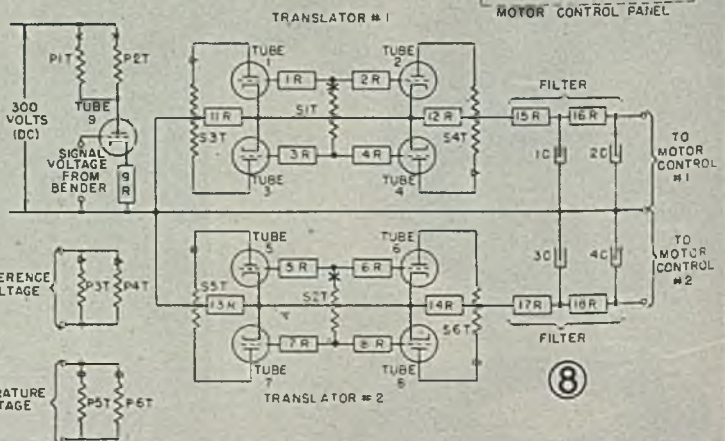 MOTOR CONTROL PANEL
TRANSLATOR #1
P1T
P2T
TUBE 1
1R
2R
TUBE 2
FILTER
300 VOLTS (DC)
TUBE 9
S3T
11R
S1T
12R
S4T
15R
16R
SIGNAL VOLTAGE FROM BENDER
9R
3R
4R
1C
2C
TO MOTOR CONTROL #1
TUBE 3
TUBE 4
TUBE 5
TUBE 6
5R
6R
3C
4C
TO MOTOR CONTROL #2
ERENCE
LTAGE
P3T
P4T
S5T
13R
S2T
14R
S6T
17R
18R
7R
8R
FILTER
TUBE 7
TUBE 8
TRANSLATOR #2
8
RATURE
TAGE
P5T
P6T